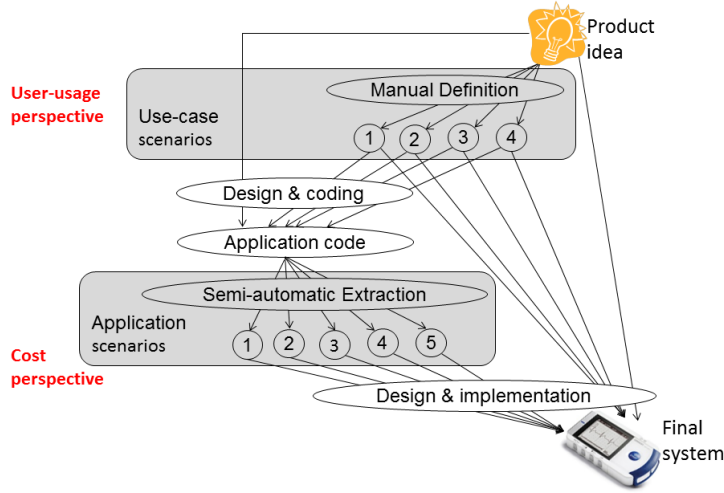 Product
idea
User-usage
perspective
Manual Definition
Use-case
scenarios
1 2 3 4
Design & coding
Application code
Semi-automatic Extraction
Application
scenarios
1 2 3 4 5
Cost
perspective
Design & implementation
Final
system